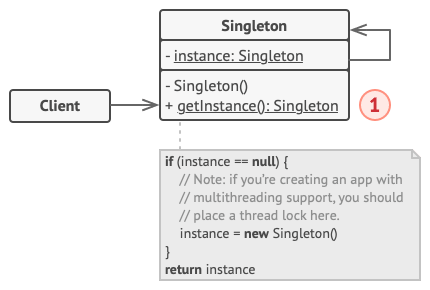 Singleton
- instance: Singleton
- Singleton()
+ getInstance(): Singleton
Client
1
if (instance == null) {
// Note: if you're creating an app with
// multithreading support, you should
// place a thread lock here.
instance = new Singleton()
}
return instance